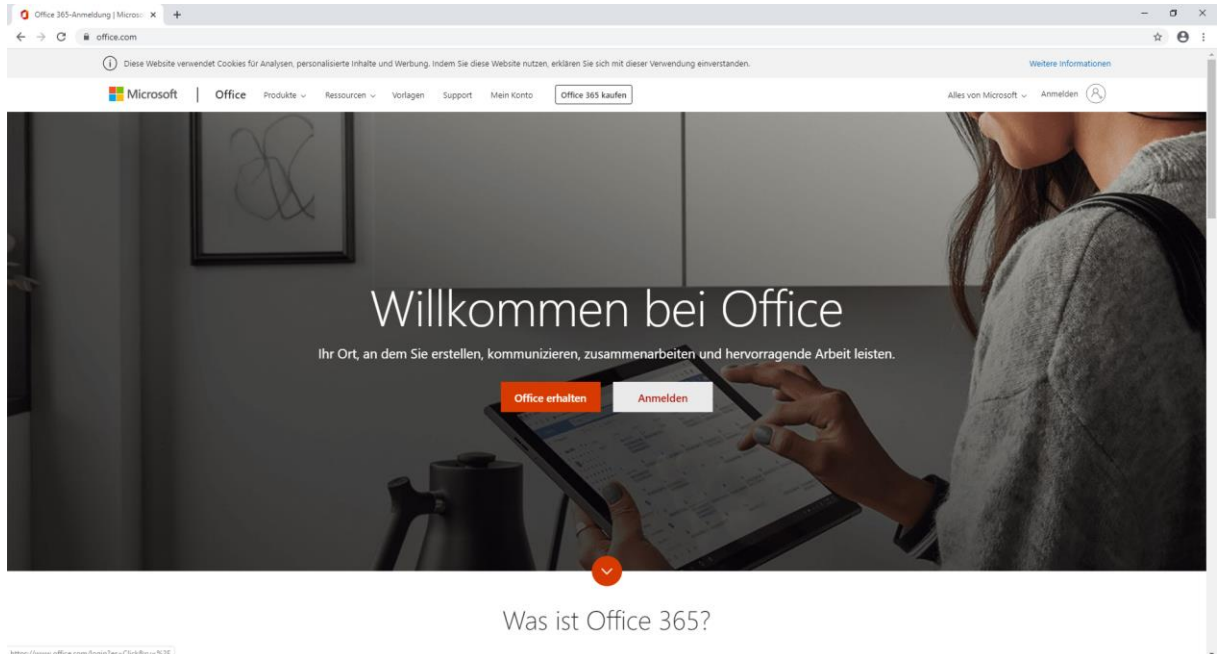 Office 365-Anmeldung | Micros
office.com
Diese Website verwendet Cookies für Analysen, personalisierte Inhalte und Werbung. Indem Sie diese Website nutzen, erklären Sie sich mit dieser Verwendung einverstanden. Weitere Informationen
Microsoft | Office Produkte Ressourcen Vorlagen Support Mein Konto Office 365 kaufen Alles von Microsoft Anmelden
Willkommen bei Office
Ihr Ort, an dem Sie erstellen, kommunizieren, zusammenarbeiten und hervorragende Arbeit leisten.
Office erhalten Anmelden
Was ist Office 365?